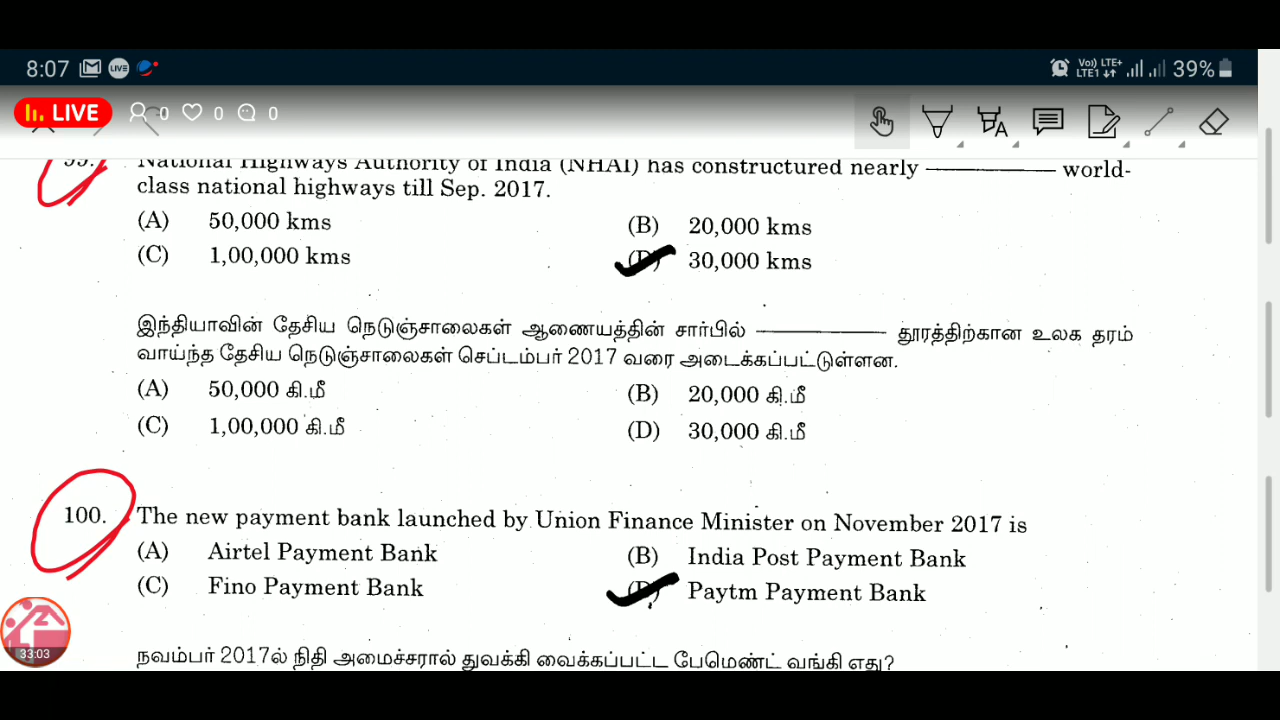 8:07 LIVE Vo) LTE+ LTE1 39%
LIVE 0 0 0
99. National Highways Authority of India (NHAI) has constructured nearly world-
class national highways till Sep. 2017.
(A) 50,000 kms (B) 20,000 kms
(C) 1,00,000 kms (D) 30,000 kms
இந்தியாவின் தேசிய நெடுஞ்சாலைகள் ஆணையத்தின் சார்பில் தூரத்திற்கான உலக தரம்
வாய்ந்த தேசிய நெடுஞ்சாலைகள் செப்டம்பர் 2017 வரை அடைக்கப்பட்டுள்ளன.
(A) 50,000 கி.மீ (B) 20,000 கி.மீ
(C) 1,00,000 கி.மீ (D) 30,000 கி.மீ
100. The new payment bank launched by Union Finance Minister on November 2017 is
(A) Airtel Payment Bank (B) India Post Payment Bank
(C) Fino Payment Bank (D) Paytm Payment Bank
33:03
நவம்பர் 2017ல் நிதி அமைச்சரால் துவக்கி வைக்கப்பட்ட பேமெண்ட் வங்கி எது?